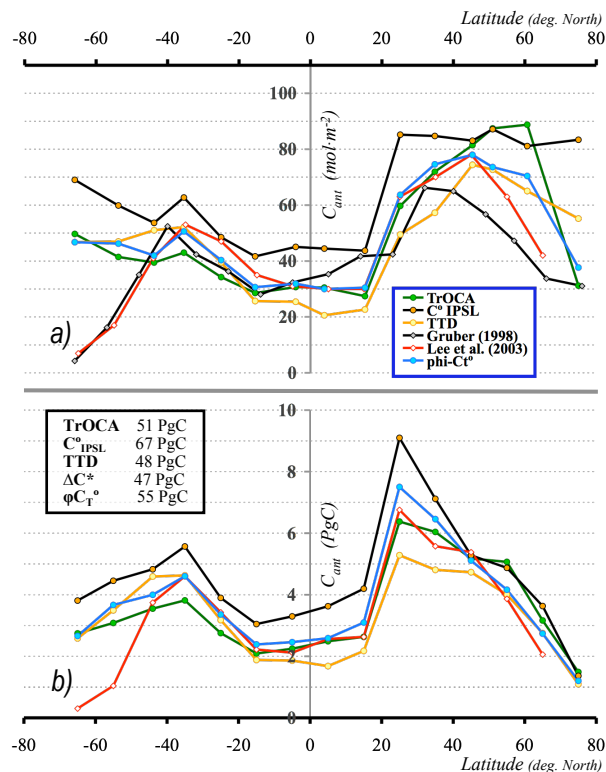 Latitude (deg. North)
-80 -60 -40 -20 0 20 40 60 80
100
80
60
40
20
0
C_ant (mol·m⁻²)
a)
TrOCA
C° IPSL
TTD
Gruber (1998)
Lee et al. (2003)
phi-Ct°
10
8
6
4
2
0
C_ant (PgC)
TrOCA 51 PgC
C°IPSL 67 PgC
TTD 48 PgC
ΔC* 47 PgC
φC_T° 55 PgC
b)
-80 -60 -40 -20 0 20 40 60 80
Latitude (deg. North)